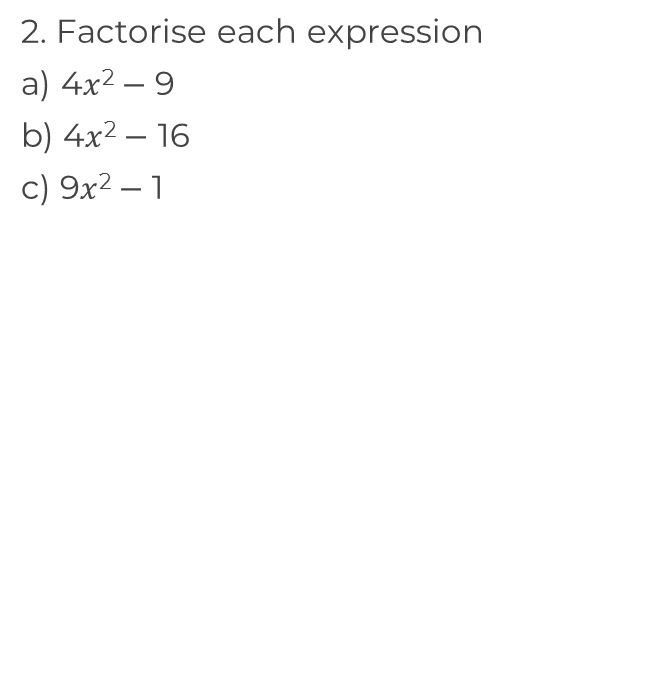 2. Factorise each expression
a) 4x² – 9
b) 4x² – 16
c) 9x² – 1